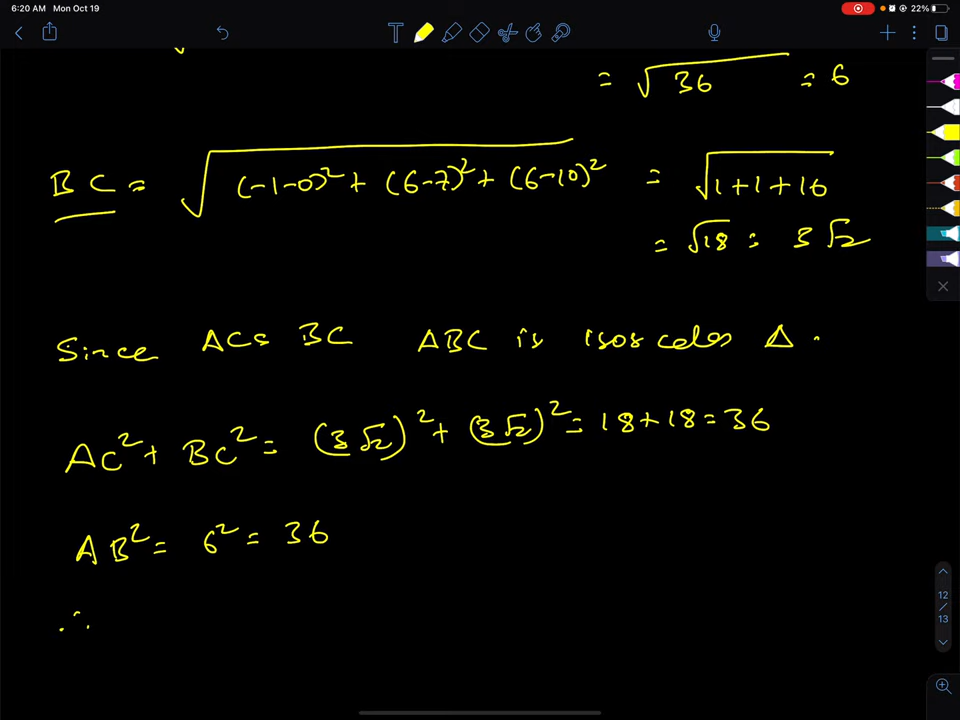 6:20 AM Mon Oct 19
22%
T
= √36 = 6
BC = √(-1-0)² + (6-7)² + (6-10)² = √1+1+16
= √18 = 3√2
Since AC = BC ABC is isosceles Δ.
AC² + BC² = (3√2)² + (3√2)² = 18+18 = 36
AB² = 6² = 36
∴
12
/
13